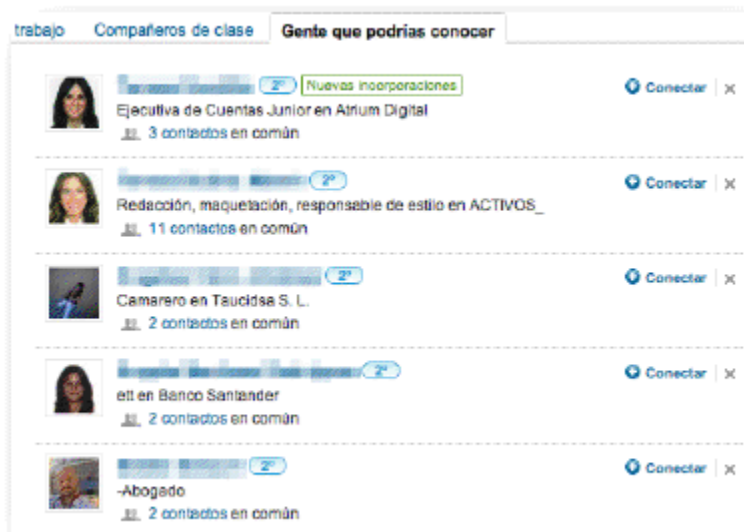 trabajo Compañeros de clase Gente que podrías conocer
2º Nuevas incorporaciones Conectar ×
Ejecutiva de Cuentas Junior en Atrium Digital
3 contactos en común
2º Conectar ×
Redacción, maquetación, responsable de estilo en ACTIVOS_
11 contactos en común
2º Conectar ×
Camarero en Taucidsa S. L.
2 contactos en común
2º Conectar ×
ett en Banco Santander
2 contactos en común
2º Conectar ×
-Abogado
2 contactos en común